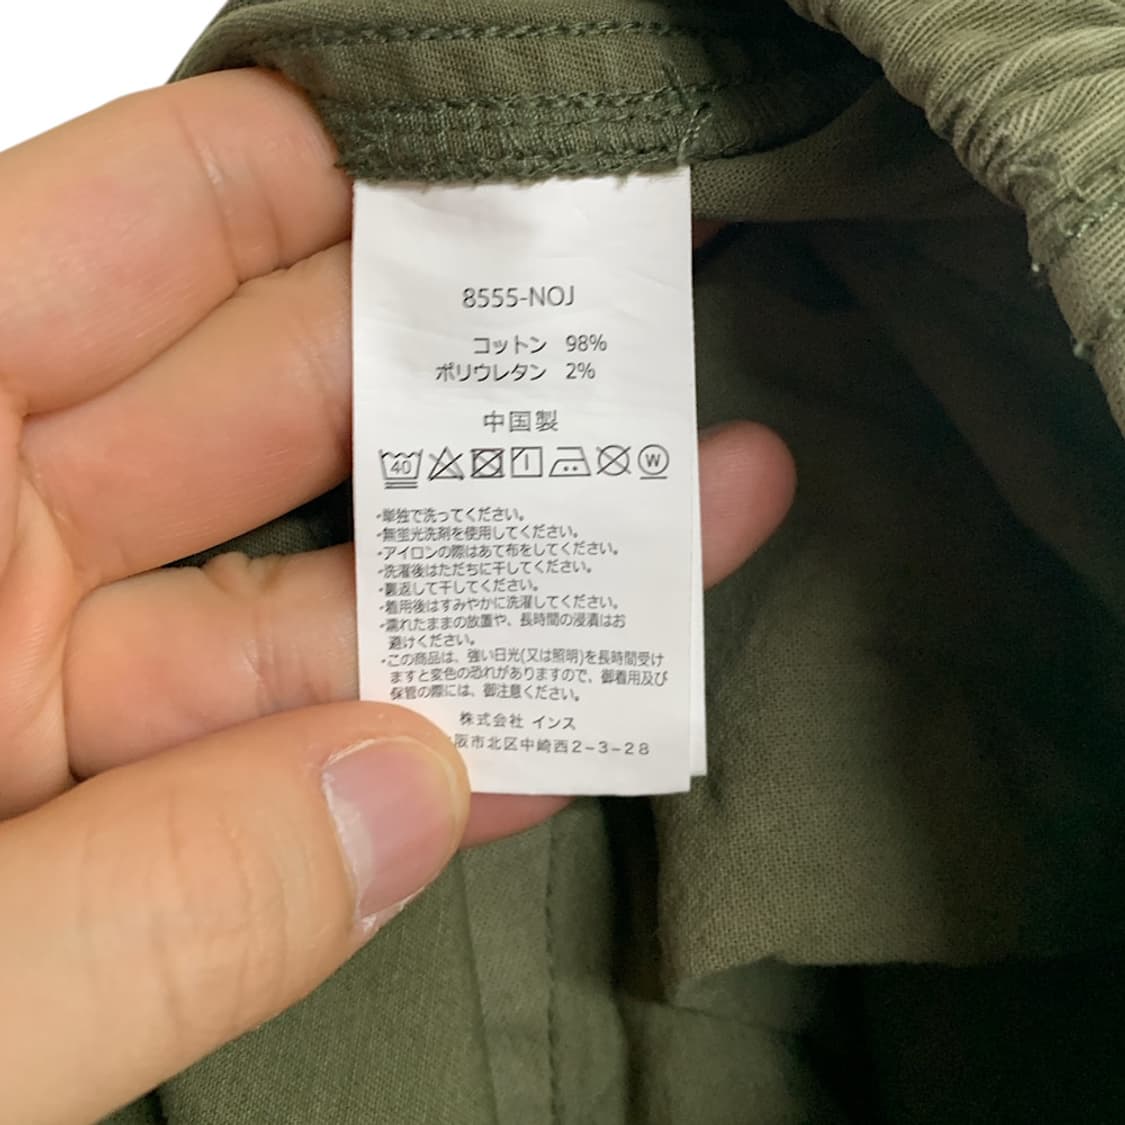 8555-NOJ
コットン 98%
ポリウレタン 2%
中国製
40 W
・単独で洗ってください。
・無蛍光洗剤を使用してください。
・アイロンの際はあて布をしてください。
・洗濯後はただちに干してください。
・裏返して干してください。
・着用後はすみやかに洗濯してください。
・濡れたままの放置や、長時間の浸漬はお
避けください。
・この商品は、強い日光(又は照明)を長時間受け
ますと変色の恐れがありますので、御着用及び
保管の際には、御注意ください。
株式会社 インス
阪市北区中崎西2-3-28